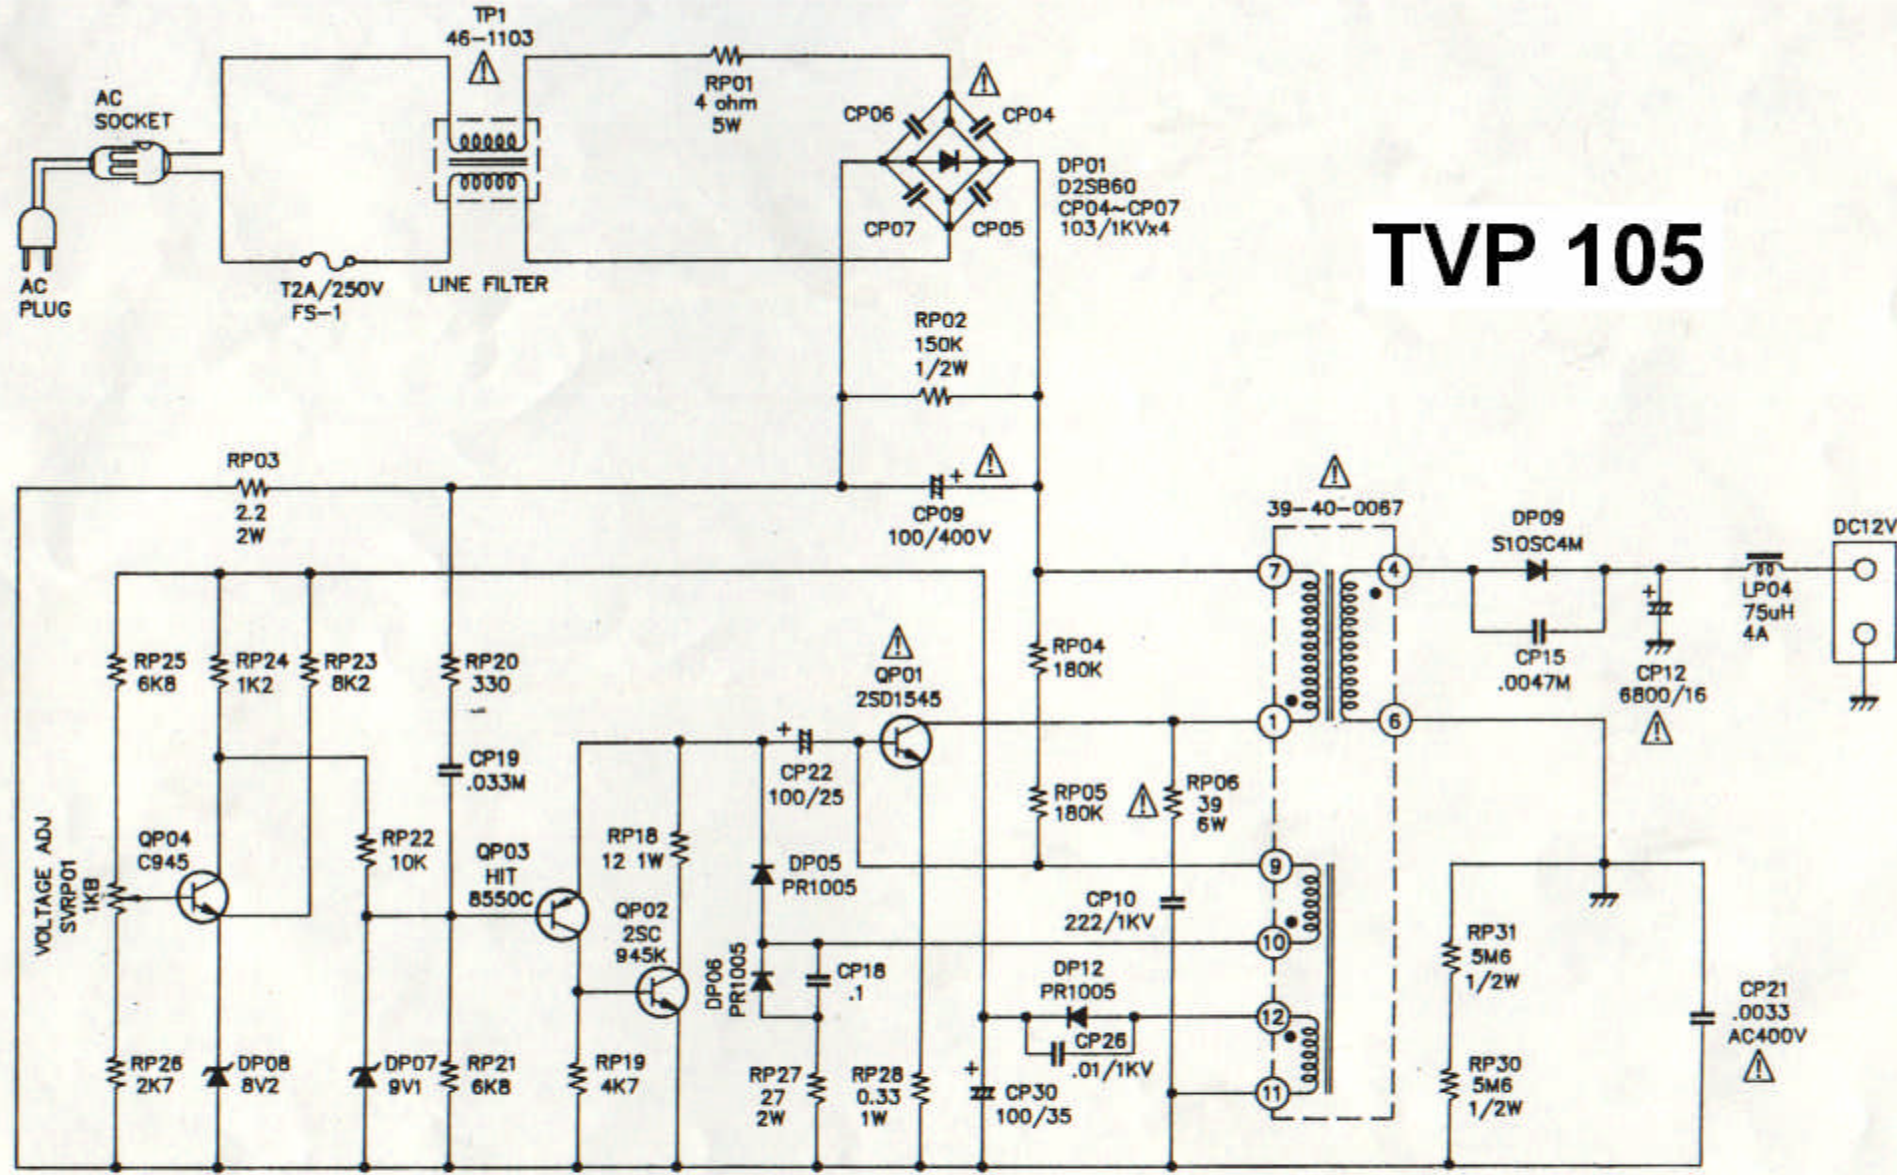 TP1
46-1103
AC
SOCKET
RP01
4 ohm
5W
CP06
CP04
DP01
D2SB60
CP04~CP07
103/1KVx4
CP07
CP05
TVP 105
AC
PLUG
T2A/250V
FS-1
LINE FILTER
RP02
150K
1/2W
RP03
2.2
2W
+
CP09
100/400V
39-40-0067
DP09
S10SC4M
DC12V
7
4
+
LP04
75uH
4A
CP15
.0047M
CP12
6800/16
RP25
6K8
RP24
1K2
RP23
8K2
RP20
330
QP01
2SD1545
RP04
180K
1
6
CP19
.033M
+
CP22
100/25
RP05
180K
RP06
39
6W
VOLTAGE ADJ
SVRP01
1KB
QP04
C945
RP22
10K
QP03
HIT
8550C
RP18
12 1W
DP05
PR1005
9
QP02
2SC
945K
CP10
222/1KV
10
RP31
5M6
1/2W
DP06
PR1005
CP18
.1
DP12
PR1005
12
CP21
.0033
AC400V
CP26
.01/1KV
RP26
2K7
DP08
8V2
DP07
9V1
RP21
6K8
RP19
4K7
RP27
27
2W
RP28
0.33
1W
+
CP30
100/35
11
RP30
5M6
1/2W